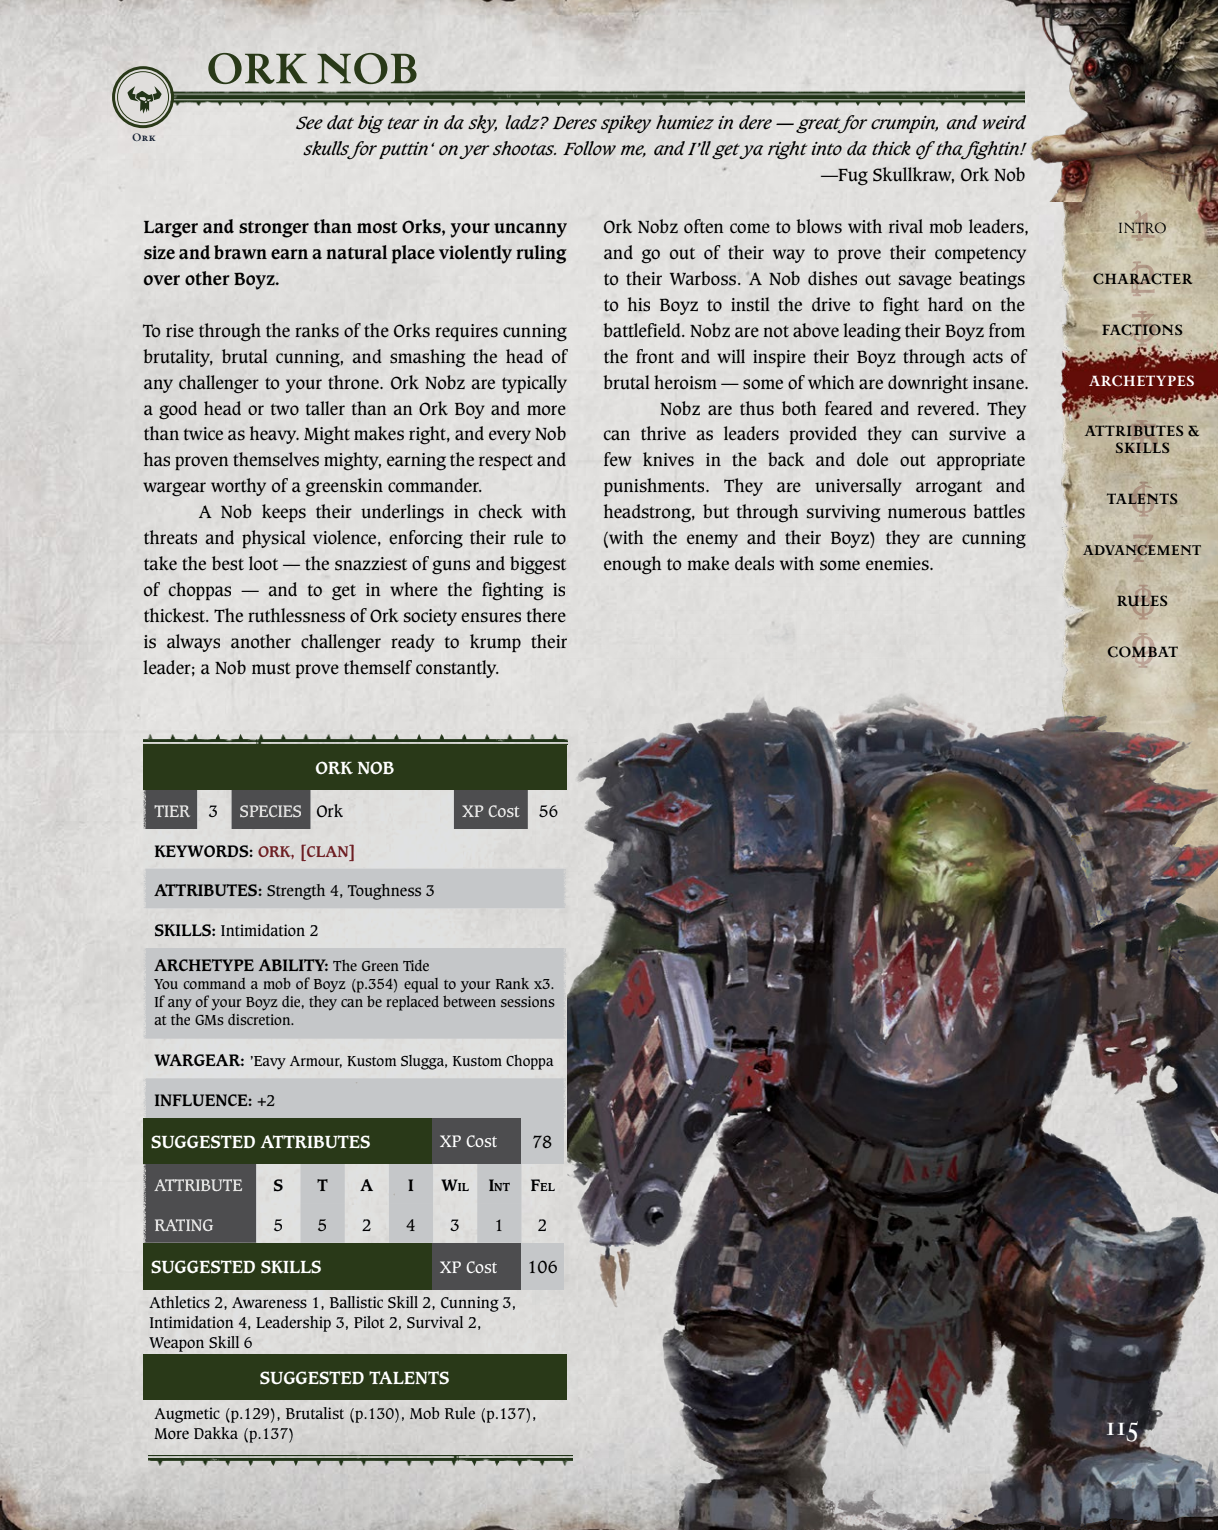 ORK NOB
Ork
See dat big tear in da sky, ladz? Deres spikey humiez in dere — great for crumpin, and weird
skulls for puttin‘ on yer shootas. Follow me, and I’ll get ya right into da thick of tha fightin!
—Fug Skullkraw, Ork Nob
Larger and stronger than most Orks, your uncanny
size and brawn earn a natural place violently ruling
over other Boyz.
To rise through the ranks of the Orks requires cunning
brutality, brutal cunning, and smashing the head of
any challenger to your throne. Ork Nobz are typically
a good head or two taller than an Ork Boy and more
than twice as heavy. Might makes right, and every Nob
has proven themselves mighty, earning the respect and
wargear worthy of a greenskin commander.
A Nob keeps their underlings in check with
threats and physical violence, enforcing their rule to
take the best loot — the snazziest of guns and biggest
of choppas — and to get in where the fighting is
thickest. The ruthlessness of Ork society ensures there
is always another challenger ready to krump their
leader; a Nob must prove themself constantly.
Ork Nobz often come to blows with rival mob leaders,
and go out of their way to prove their competency
to their Warboss. A Nob dishes out savage beatings
to his Boyz to instil the drive to fight hard on the
battlefield. Nobz are not above leading their Boyz from
the front and will inspire their Boyz through acts of
brutal heroism — some of which are downright insane.
Nobz are thus both feared and revered. They
can thrive as leaders provided they can survive a
few knives in the back and dole out appropriate
punishments. They are universally arrogant and
headstrong, but through surviving numerous battles
(with the enemy and their Boyz) they are cunning
enough to make deals with some enemies.
INTRO
CHARACTER
FACTIONS
ARCHETYPES
ATTRIBUTES &
SKILLS
TALENTS
ADVANCEMENT
RULES
COMBAT
ORK NOB
TIER 3 SPECIES Ork XP Cost 56
KEYWORDS: ORK, [CLAN]
ATTRIBUTES: Strength 4, Toughness 3
SKILLS: Intimidation 2
ARCHETYPE ABILITY: The Green Tide
You command a mob of Boyz (p.354) equal to your Rank x3.
If any of your Boyz die, they can be replaced between sessions
at the GMs discretion.
WARGEAR: ’Eavy Armour, Kustom Slugga, Kustom Choppa
INFLUENCE: +2
SUGGESTED ATTRIBUTES XP Cost 78
ATTRIBUTE S T A I Wil Int Fel
RATING 5 5 2 4 3 1 2
SUGGESTED SKILLS XP Cost 106
Athletics 2, Awareness 1, Ballistic Skill 2, Cunning 3,
Intimidation 4, Leadership 3, Pilot 2, Survival 2,
Weapon Skill 6
SUGGESTED TALENTS
Augmetic (p.129), Brutalist (p.130), Mob Rule (p.137),
More Dakka (p.137)
115